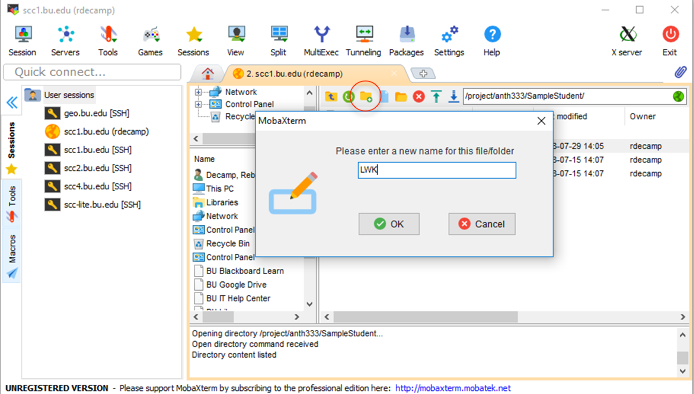 scc1.bu.edu (rdecamp)
Session Servers Tools Games Sessions View Split MultiExec Tunneling Packages Settings Help X server Exit
Quick connect...
2. scc1.bu.edu (rdecamp)
User sessions
geo.bu.edu [SSH]
scc1.bu.edu (rdecamp)
scc1.bu.edu [SSH]
scc2.bu.edu [SSH]
scc4.bu.edu [SSH]
scc-lite.bu.edu [SSH]
Sessions
Tools
Macros
Network
Control Panel
Recycle
/project/anth333/SampleStudent/
modified Owner
-07-29 14:05 rdecamp
-07-15 14:07 rdecamp
-07-15 14:07 rdecamp
MobaXterm
Please enter a new name for this file/folder
LWK
OK Cancel
Name
Decamp, Reb
This PC
Libraries
Network
Control Panel
Recycle Bin
Control Panel
BU Blackboard Learn
BU Google Drive
BU IT Help Center
Opening directory /project/anth333/SampleStudent...
Open directory command received
Directory content listed
UNREGISTERED VERSION - Please support MobaXterm by subscribing to the professional edition here: http://mobaxterm.mobatek.net